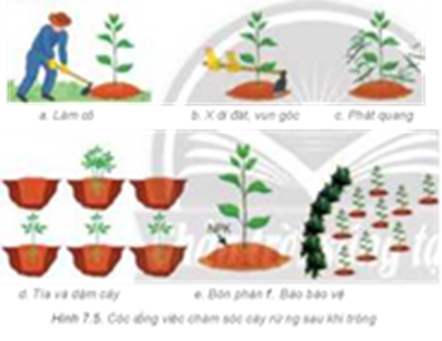 a. Làm cỏ
b. Xới đất, vun gốc
c. Phát quang
NPK
d. Tỉa và dặm cây
e. Bón phân
f. Bảo bảo vệ
Hình 7.5. Các công việc chăm sóc cây rừng sau khi trồng